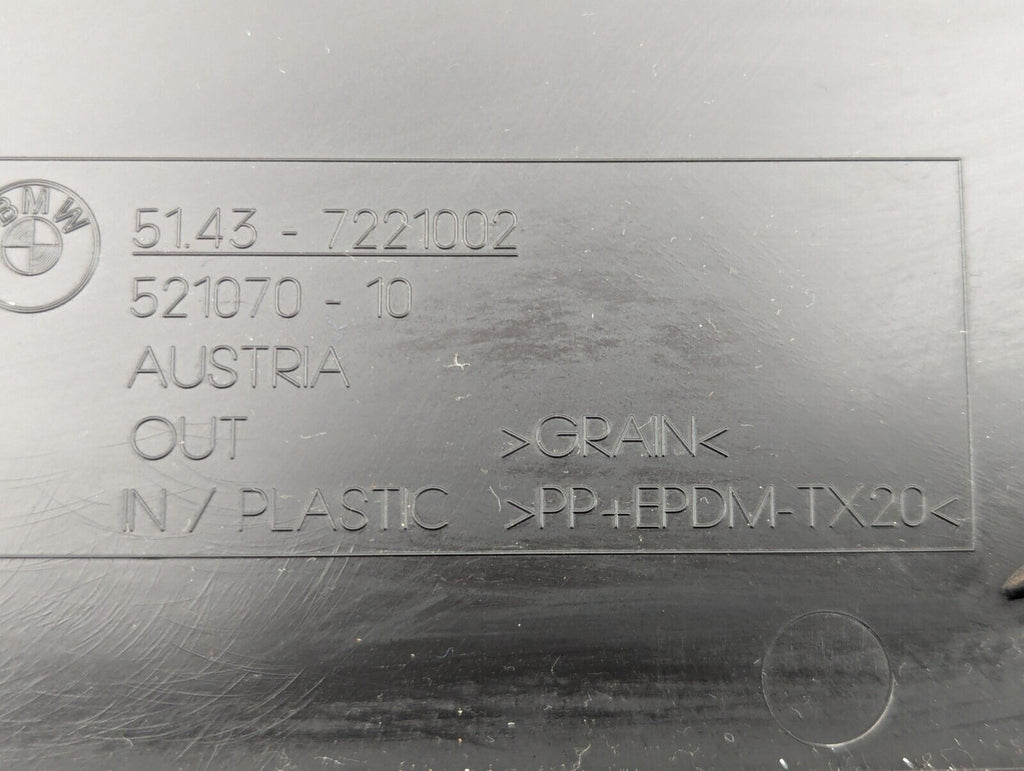 BMW
51.43 - 7221002
521070 - 10
AUSTRIA
OUT >GRAIN<
IN / PLASTIC >PP+EPDM-TX20<